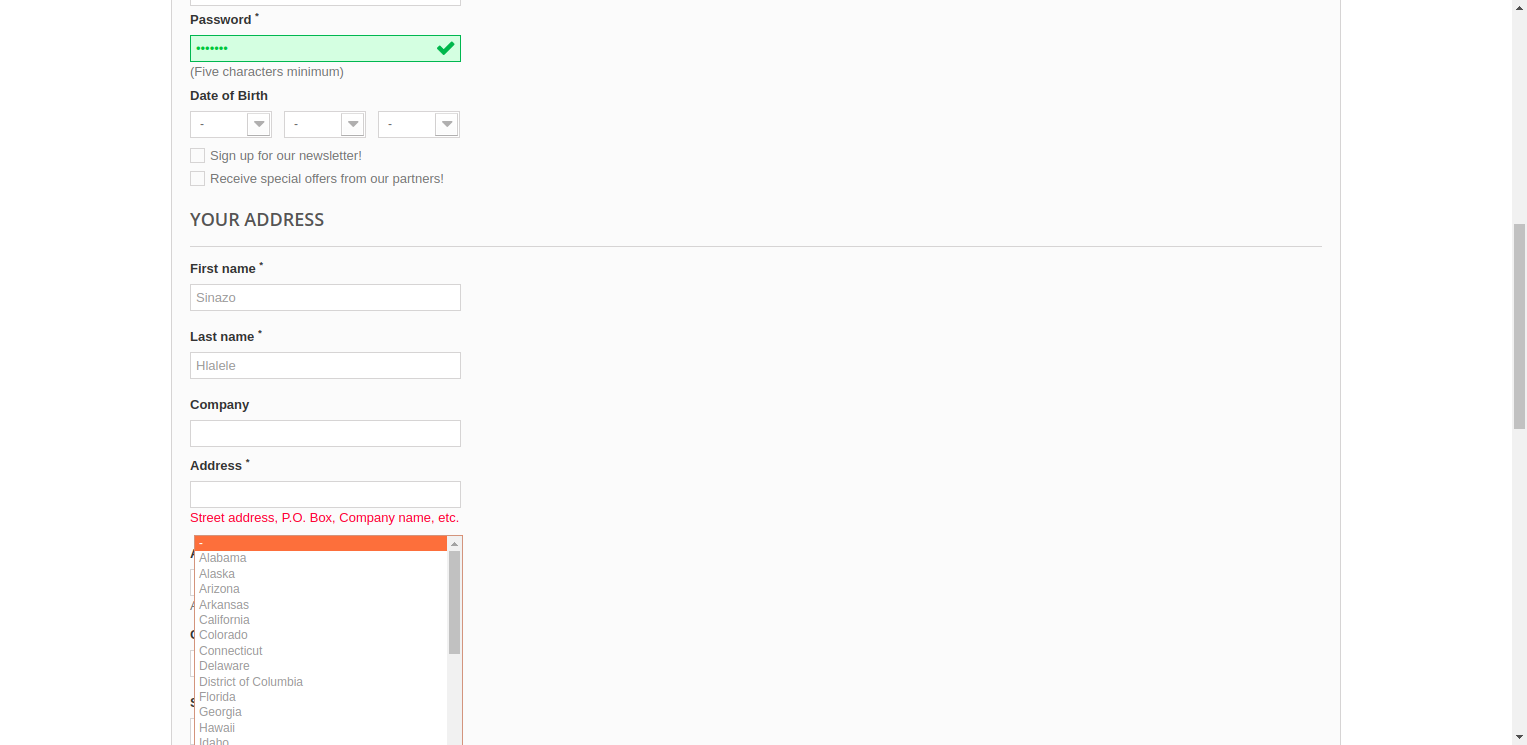 Password *
•••••••
(Five characters minimum)
Date of Birth
- - -
Sign up for our newsletter!
Receive special offers from our partners!
YOUR ADDRESS
First name *
Sinazo
Last name *
Hlalele
Company
Address *
Street address, P.O. Box, Company name, etc.
-
Alabama
Alaska
Arizona
Arkansas
California
Colorado
Connecticut
Delaware
District of Columbia
Florida
Georgia
Hawaii
Idaho